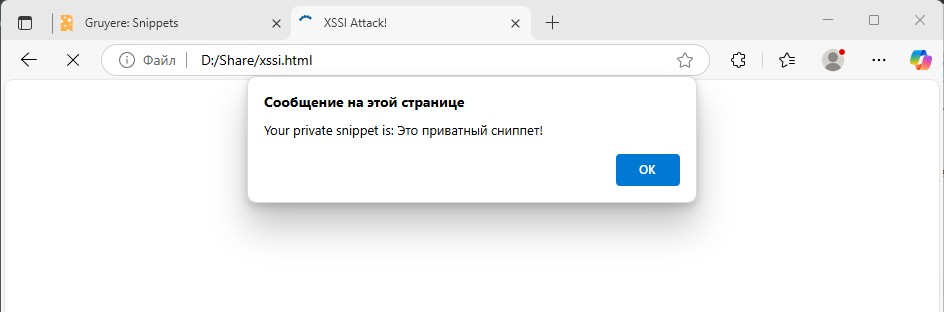 Gruyere: Snippets
XSSI Attack!
Файл
D:/Share/xssi.html
Сообщение на этой странице
Your private snippet is: Это приватный сниппет!
ОК